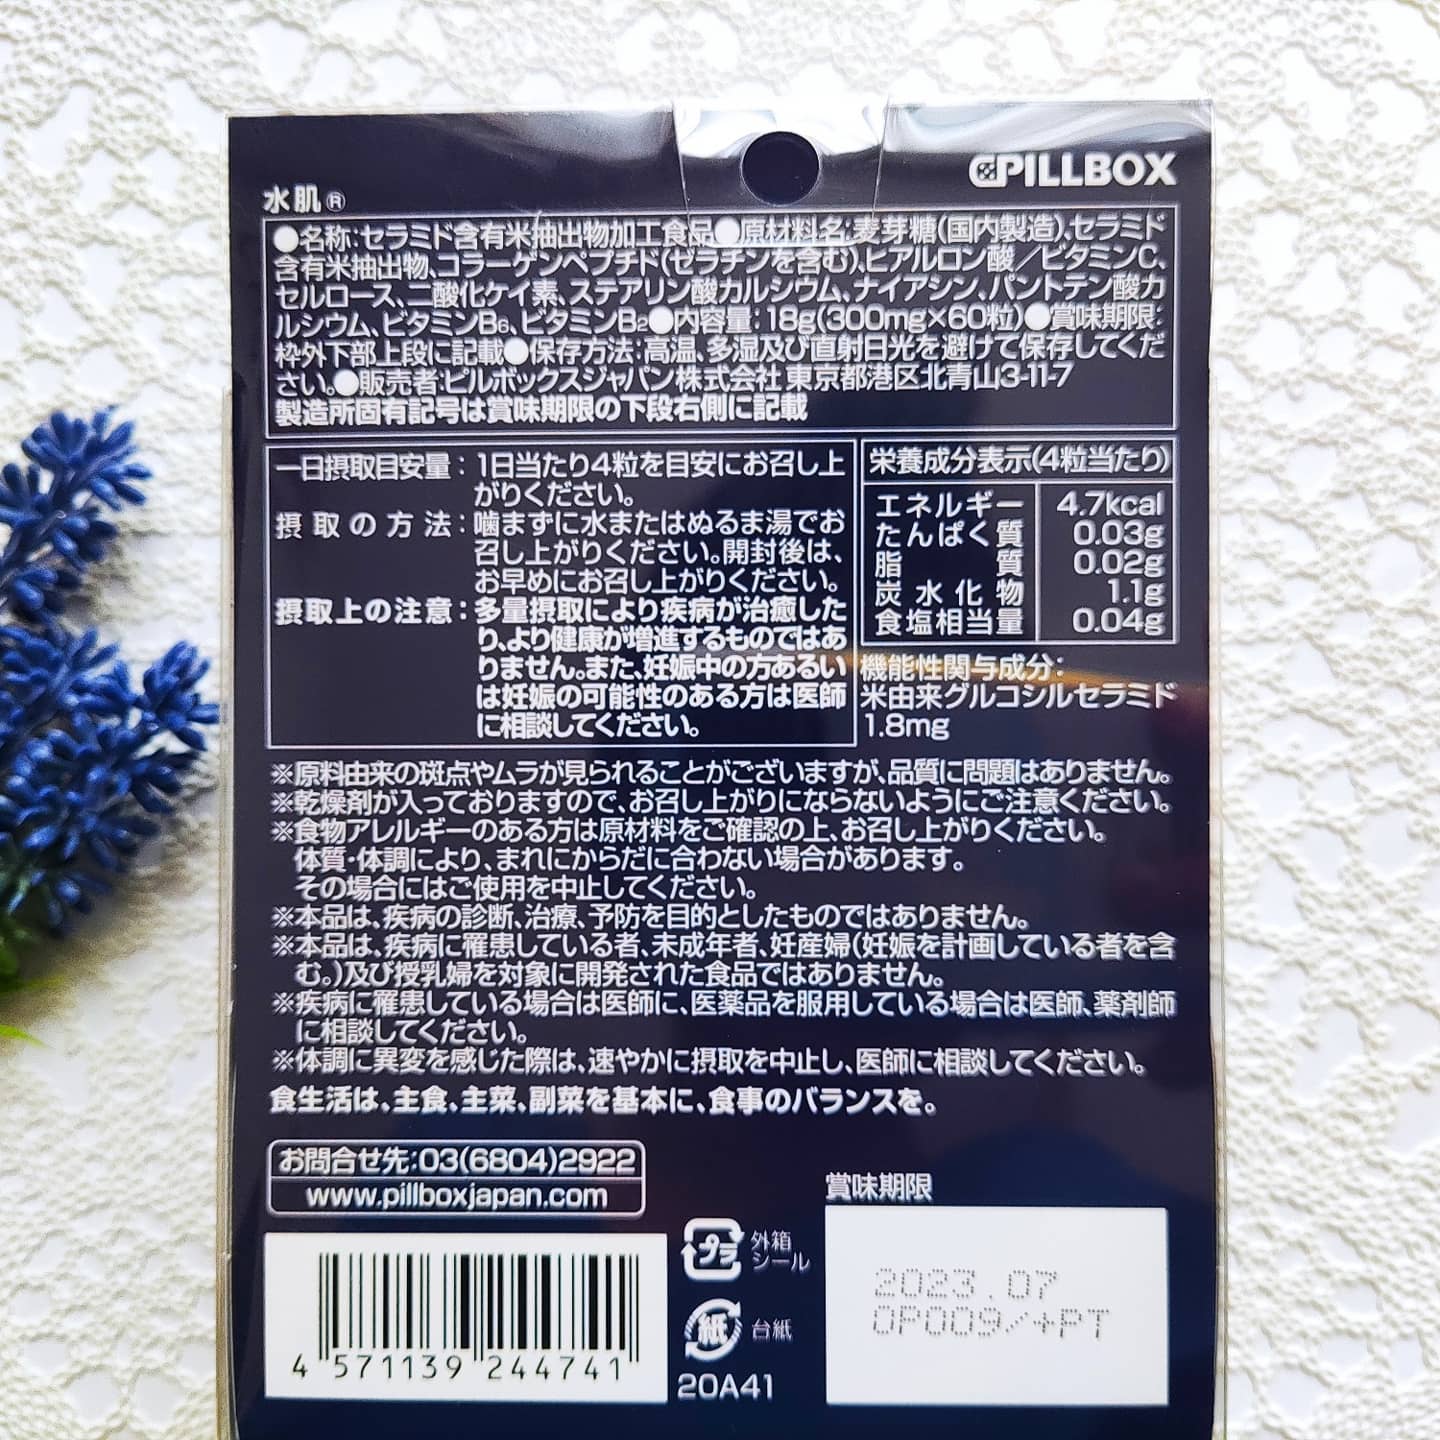 PILLBOX
水肌®
●名称:セラミド含有米抽出物加工食品●原材料名:麦芽糖(国内製造)、セラミド
含有米抽出物、コラーゲンペプチド(ゼラチンを含む)、ヒアルロン酸/ビタミンC、
セルロース、二酸化ケイ素、ステアリン酸カルシウム、ナイアシン、パントテン酸カ
ルシウム、ビタミンB6、ビタミンB2●内容量:18g(300mg×60粒)●賞味期限:
枠外下部上段に記載●保存方法:高温、多湿及び直射日光を避けて保存してくだ
さい。●販売者:ピルボックスジャパン株式会社 東京都港区北青山3-11-7
製造所固有記号は賞味期限の下段右側に記載
一日摂取目安量:1日当たり4粒を目安にお召し上
がりください。
摂取の方法:噛まずに水またはぬるま湯でお
召し上がりください。開封後は、
お早めにお召し上がりください。
摂取上の注意:多量摂取により疾病が治癒した
り、より健康が増進するものではあ
りません。また、妊娠中の方あるい
は妊娠の可能性のある方は医師
に相談してください。
栄養成分表示(4粒当たり)
エネルギー 4.7kcal
たんぱく質 0.03g
脂質 0.02g
炭水化物 1.1g
食塩相当量 0.04g
機能性関与成分:
米由来グルコシルセラミド
1.8mg
※原料由来の斑点やムラが見られることがございますが、品質に問題はありません。
※乾燥剤が入っておりますので、お召し上がりにならないようにご注意ください。
※食物アレルギーのある方は原材料をご確認の上、お召し上がりください。
体質・体調により、まれにからだに合わない場合があります。
その場合にはご使用を中止してください。
※本品は、疾病の診断、治療、予防を目的としたものではありません。
※本品は、疾病に罹患している者、未成年者、妊産婦(妊娠を計画している者を含
む。)及び授乳婦を対象に開発された食品ではありません。
※疾病に罹患している場合は医師に、医薬品を服用している場合は医師、薬剤師
に相談してください。
※体調に異変を感じた際は、速やかに摂取を中止し、医師に相談してください。
食生活は、主食、主菜、副菜を基本に、食事のバランスを。
お問合せ先:03(6804)2922
www.pillboxjapan.com
賞味期限
2023.07
0P009/+PT
プラ
外箱
シール
紙
台紙
4 571139 244741
20A41